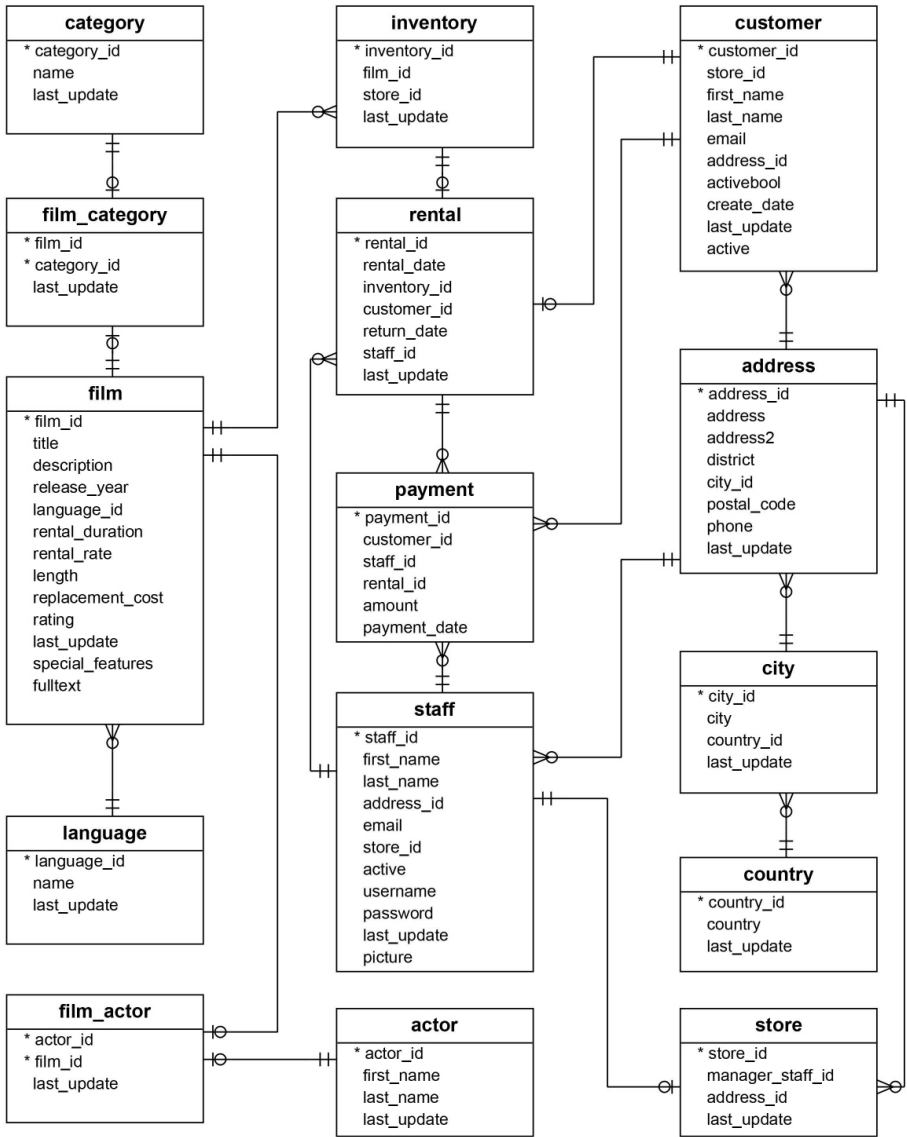 category
* category_id
name
last_update
film_category
* film_id
* category_id
last_update
film
* film_id
title
description
release_year
language_id
rental_duration
rental_rate
length
replacement_cost
rating
last_update
special_features
fulltext
language
* language_id
name
last_update
film_actor
* actor_id
* film_id
last_update
inventory
* inventory_id
film_id
store_id
last_update
rental
* rental_id
rental_date
inventory_id
customer_id
return_date
staff_id
last_update
payment
* payment_id
customer_id
staff_id
rental_id
amount
payment_date
staff
* staff_id
first_name
last_name
address_id
email
store_id
active
username
password
last_update
picture
actor
* actor_id
first_name
last_name
last_update
customer
* customer_id
store_id
first_name
last_name
email
address_id
activebool
create_date
last_update
active
address
* address_id
address
address2
district
city_id
postal_code
phone
last_update
city
* city_id
city
country_id
last_update
country
* country_id
country
last_update
store
* store_id
manager_staff_id
address_id
last_update